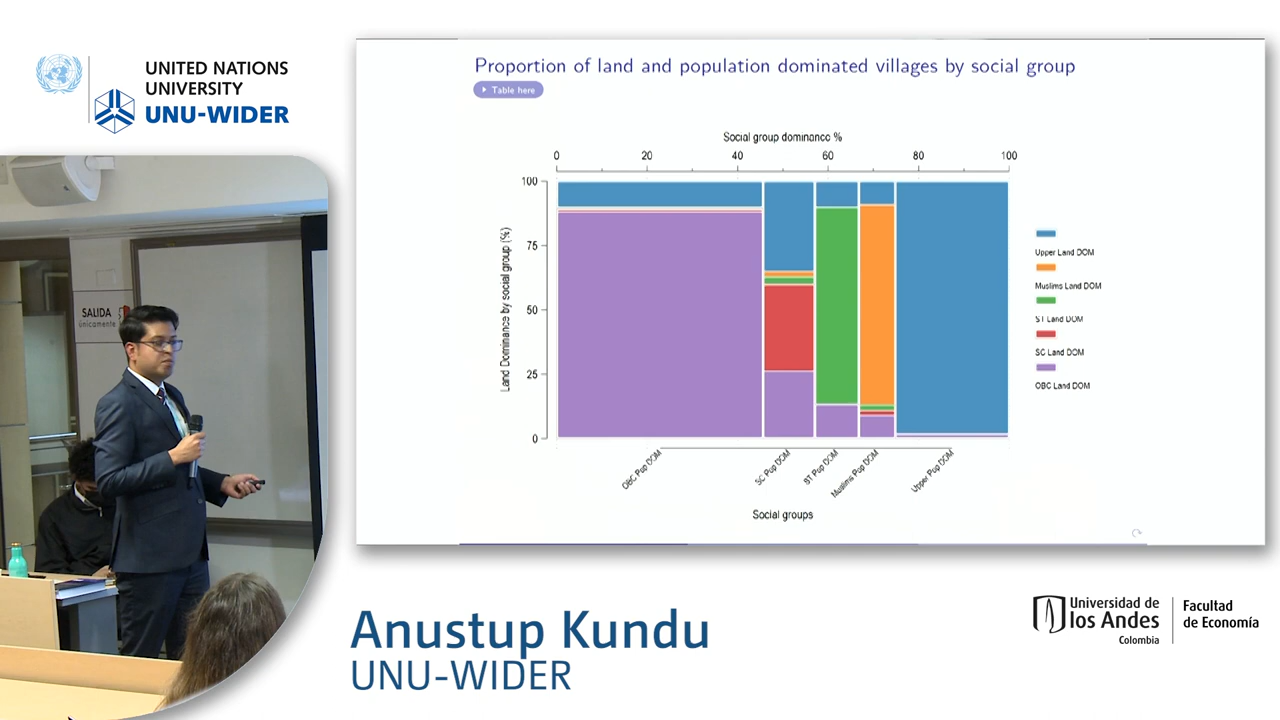 UNITED NATIONS
UNIVERSITY
UNU-WIDER
SALIDA
únicamente
Proportion of land and population dominated villages by social group
Table here
Social group dominance %
0 20 40 60 80 100
Land Dominance by social group (%)
100
75
50
25
0
OBC Pop DOM
SC Pop DOM
ST Pop DOM
Muslims Pop DOM
Upper Pop DOM
Social groups
Upper Land DOM
Muslims Land DOM
ST Land DOM
SC Land DOM
OBC Land DOM
Anustup Kundu
UNU-WIDER
Universidad de
los Andes
Colombia
Facultad
de Economía